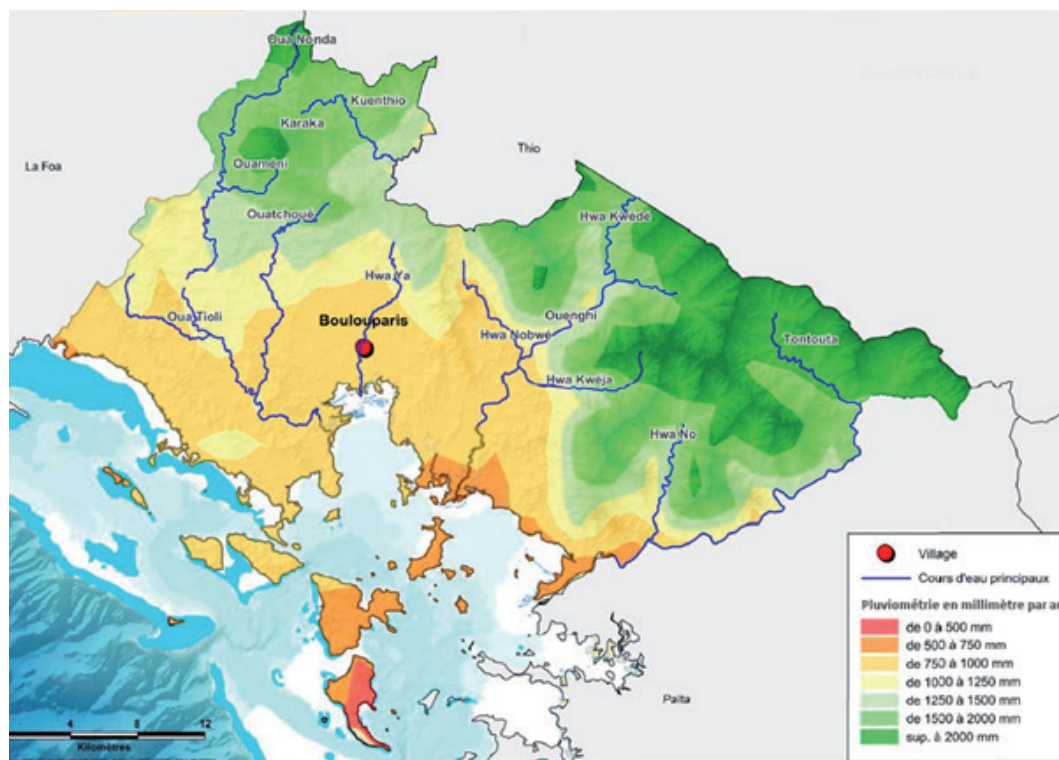 Oua Nonda
Kuenthio
Karaka
Thio
La Foa
Ouaméni
Ouatchoué
Hwa Kwèdè
Hwa Ya
Oua Tioli
Boulouparis
Ouenghi
Hwa Nobwé
Tontouta
Hwa Kwéja
Hwa No
Païta
Village
Cours d'eau principaux
Pluviométrie en millimètre par an
de 0 à 500 mm
de 500 à 750 mm
de 750 à 1000 mm
de 1000 à 1250 mm
de 1250 à 1500 mm
de 1500 à 2000 mm
sup. à 2000 mm
4 8 12
Kilomètres